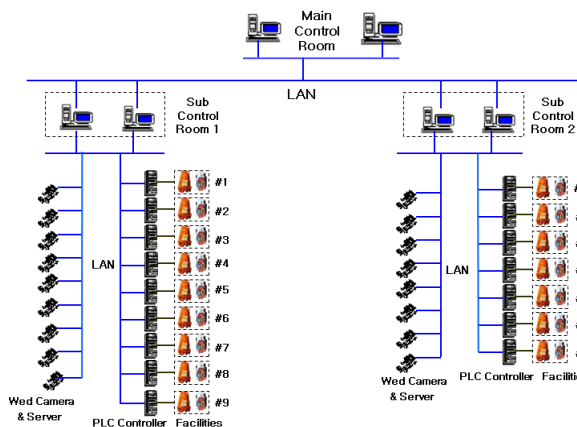 Main
Control
Room
LAN
Sub
Control
Room 1
Sub
Control
Room 2
#1
#2
#3
#4
#5
#6
#7
#8
#9
LAN
Wed Camera
& Server
PLC Controller
Facilities
#
#
#
#
#
#
#
LAN
Wed Camera
& Server
PLC Controller
Facilities